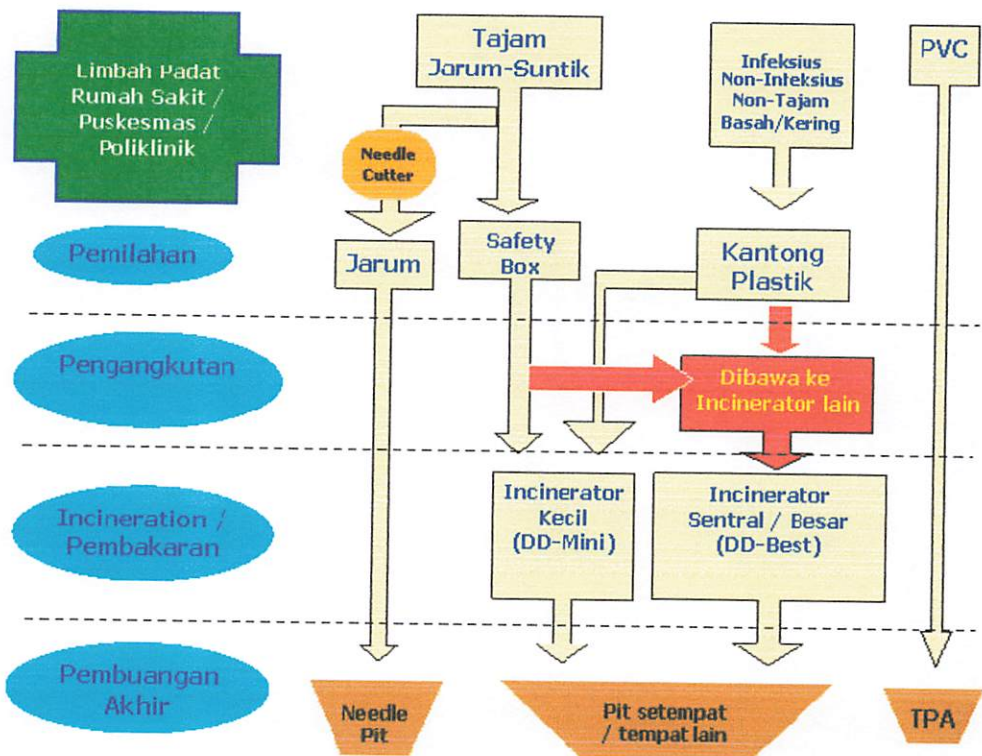 Limbah Padat
Rumah Sakit /
Puskesmas /
Poliklinik
Tajam
Jarum-Suntik
Infeksius
Non-Infeksius
Non-Tajam
Basah/Kering
PVC
Needle
Cutter
Pemilahan
Jarum
Safety
Box
Kantong
Plastik
Pengangkutan
Dibawa ke
Incinerator lain
Incineration /
Pembakaran
Incinerator
Kecil
(DD-Mini)
Incinerator
Sentral / Besar
(DD-Best)
Pembuangan
Akhir
Needle
Pit
Pit setempat
/ tempat lain
TPA